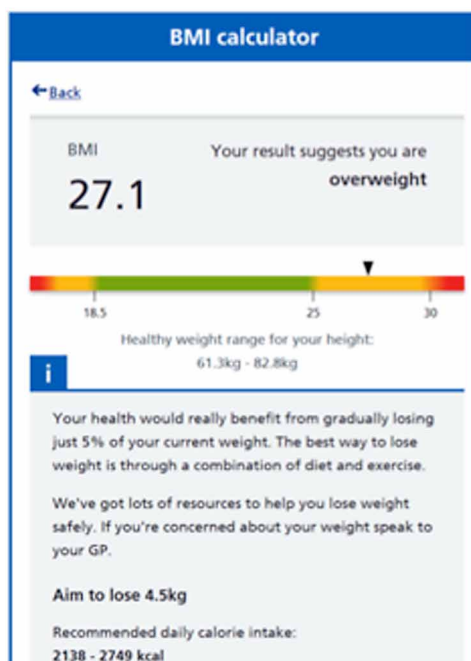 BMI calculator
Back
BMI
Your result suggests you are
27.1
overweight
18.5
25
30
Healthy weight range for your height:
61.3kg - 82.8kg
i
Your health would really benefit from gradually losing
just 5% of your current weight. The best way to lose
weight is through a combination of diet and exercise.
We've got lots of resources to help you lose weight
safely. If you're concerned about your weight speak to
your GP.
Aim to lose 4.5kg
Recommended daily calorie intake:
2138 - 2749 kcal